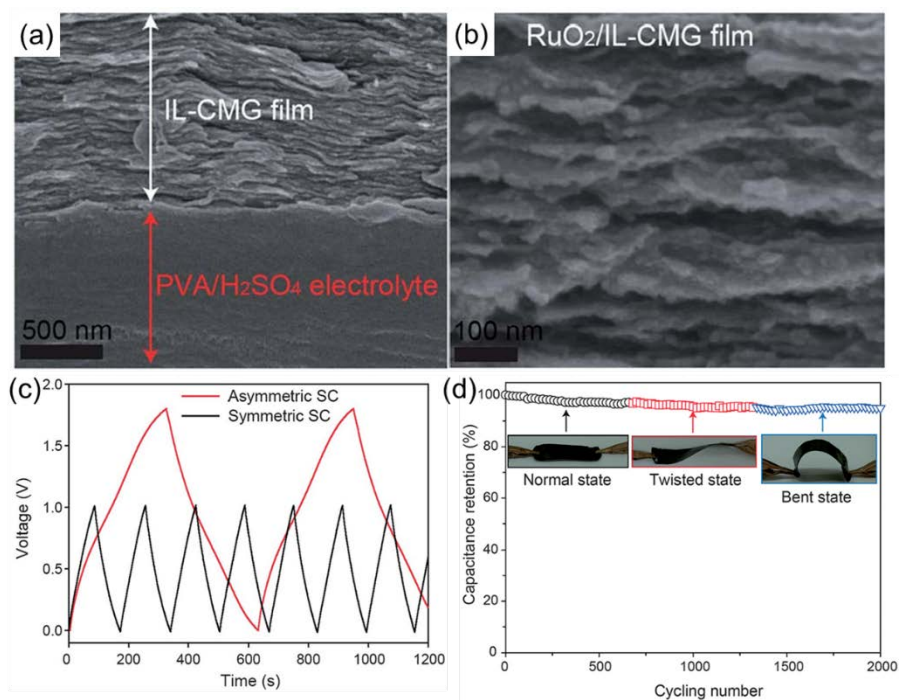 (a)
IL-CMG film
PVA/H₂SO₄ electrolyte
500 nm
(b)
RuO₂/IL-CMG film
100 nm
(c)
Asymmetric SC
Symmetric SC
2.0
1.5
1.0
0.5
0.0
Voltage (V)
0 200 400 600 800 1000 1200
Time (s)
(d)
100
80
60
40
20
0
Capacitance retention (%)
Normal state
Twisted state
Bent state
0 500 1000 1500 2000
Cycling number